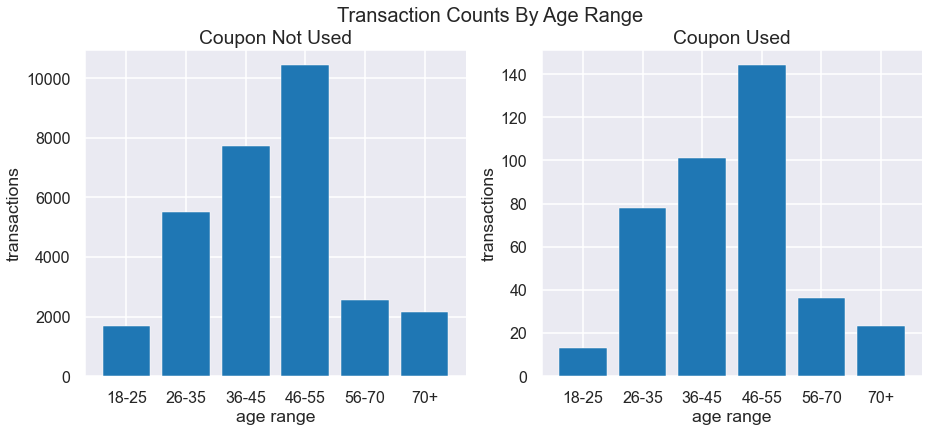 Transaction Counts By Age Range
Coupon Not Used
10000
8000
6000
4000
2000
0
transactions
18-25 26-35 36-45 46-55 56-70 70+
age range
Coupon Used
140
120
100
80
60
40
20
0
transactions
18-25 26-35 36-45 46-55 56-70 70+
age range